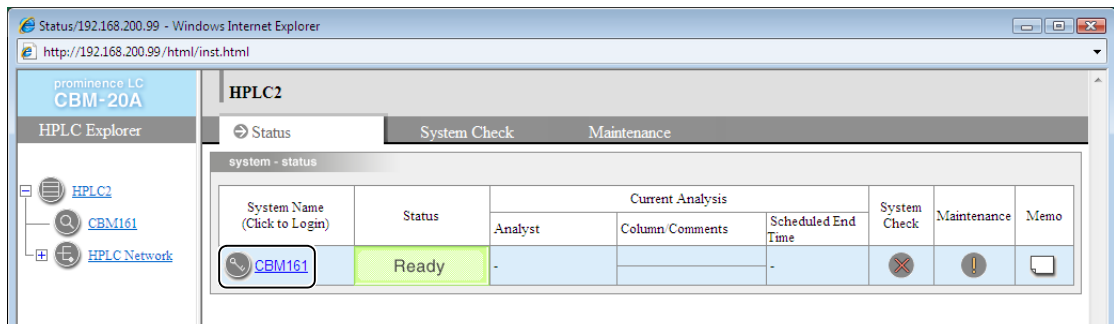 Status/192.168.200.99 - Windows Internet Explorer
http://192.168.200.99/html/inst.html
prominence LC
CBM-20A
HPLC Explorer
HPLC2
CBM161
HPLC Network
HPLC2
Status System Check Maintenance
system - status
System Name
(Click to Login)
Status
Current Analysis
Analyst
Column/Comments
Scheduled End
Time
System
Check
Maintenance
Memo
CBM161
Ready
-
-